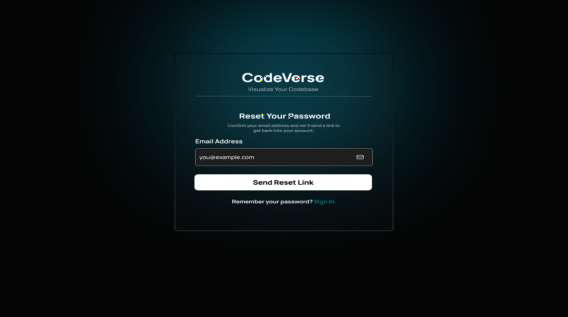 CodeVerse
Visualize Your Codebase
Reset Your Password
Confirm your email address and we'll send a link to
get back into your account.
Email Address
you@example.com
Send Reset Link
Remember your password? Sign In